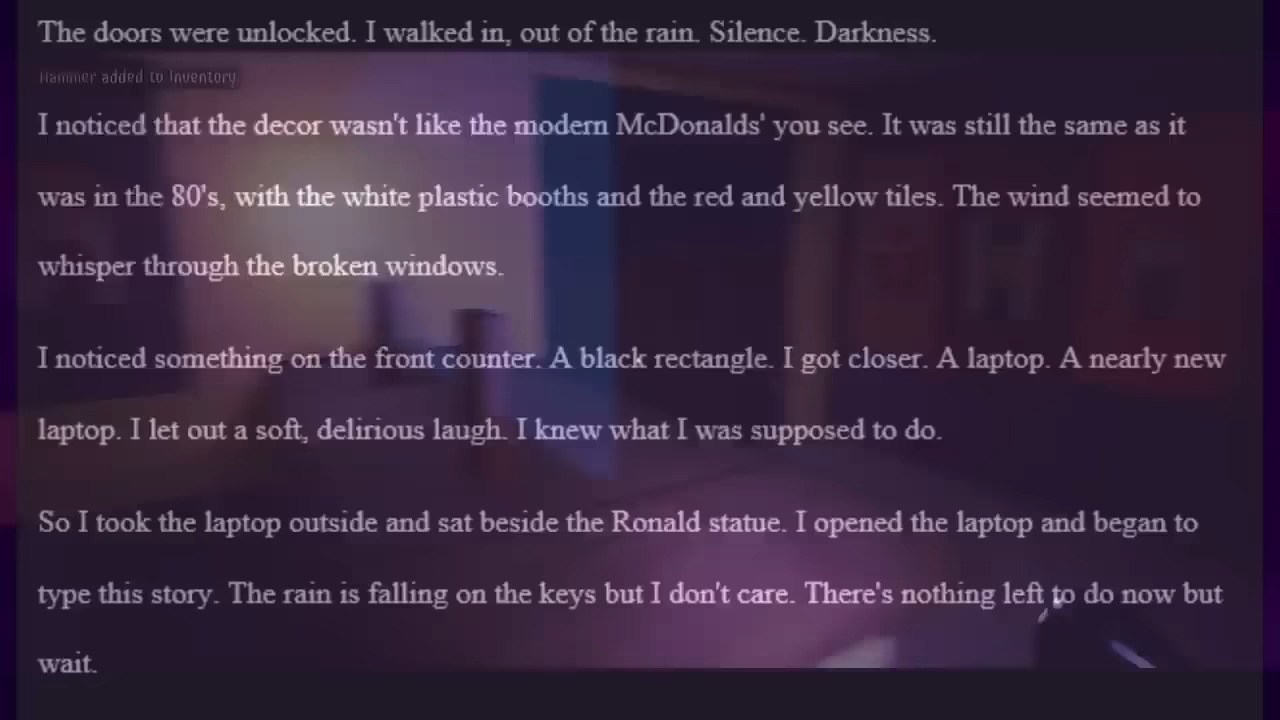 The doors were unlocked. I walked in, out of the rain. Silence. Darkness.
Hammer added to Inventory
I noticed that the decor wasn't like the modern McDonalds' you see. It was still the same as it
was in the 80's, with the white plastic booths and the red and yellow tiles. The wind seemed to
whisper through the broken windows.
I noticed something on the front counter. A black rectangle. I got closer. A laptop. A nearly new
laptop. I let out a soft, delirious laugh. I knew what I was supposed to do.
So I took the laptop outside and sat beside the Ronald statue. I opened the laptop and began to
type this story. The rain is falling on the keys but I don't care. There's nothing left to do now but
wait.